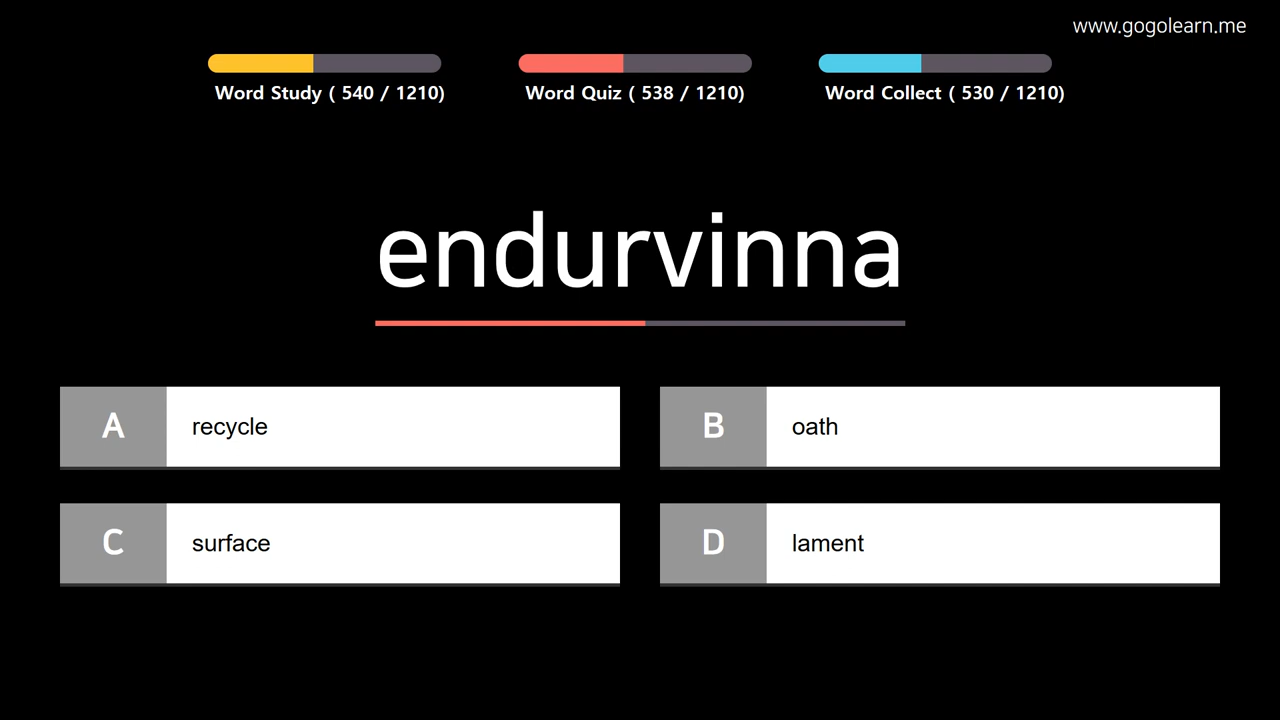 www.gogolearn.me
Word Study ( 540 / 1210)
Word Quiz ( 538 / 1210)
Word Collect ( 530 / 1210)
endurvinna
A recycle
B oath
C surface
D lament